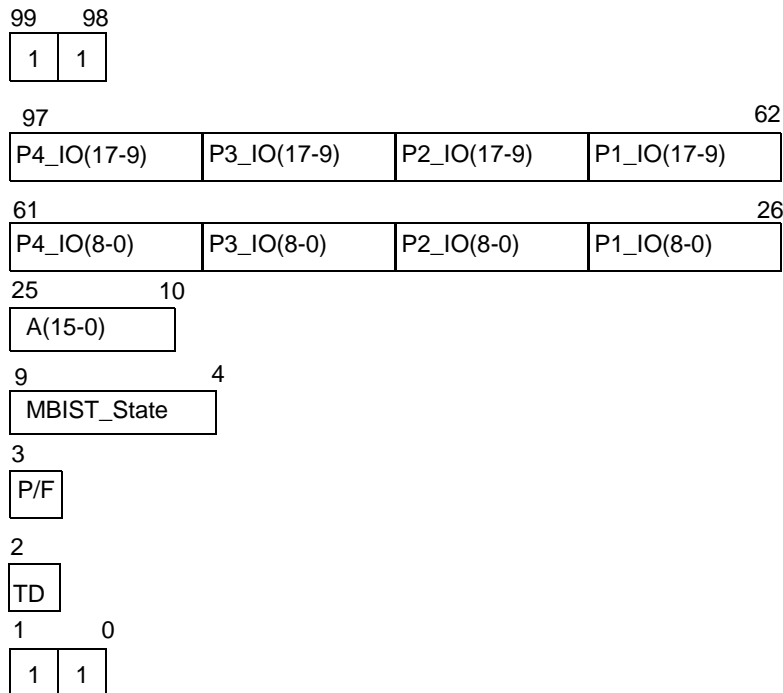 99 98
1 1
97 62
P4_IO(17-9) P3_IO(17-9) P2_IO(17-9) P1_IO(17-9)
61 26
P4_IO(8-0) P3_IO(8-0) P2_IO(8-0) P1_IO(8-0)
25 10
A(15-0)
9 4
MBIST_State
3
P/F
2
TD
1 0
1 1